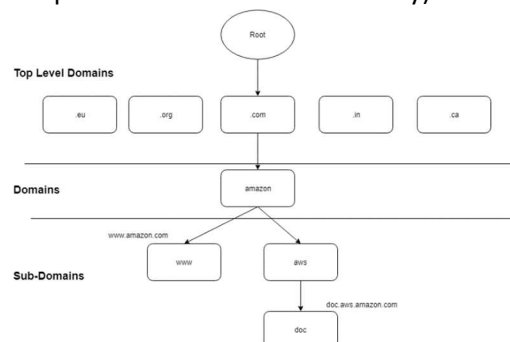 Root
Top Level Domains
.eu
.org
.com
.in
.ca
Domains
amazon
www.amazon.com
www
aws
Sub-Domains
doc.aws.amazon.com
doc